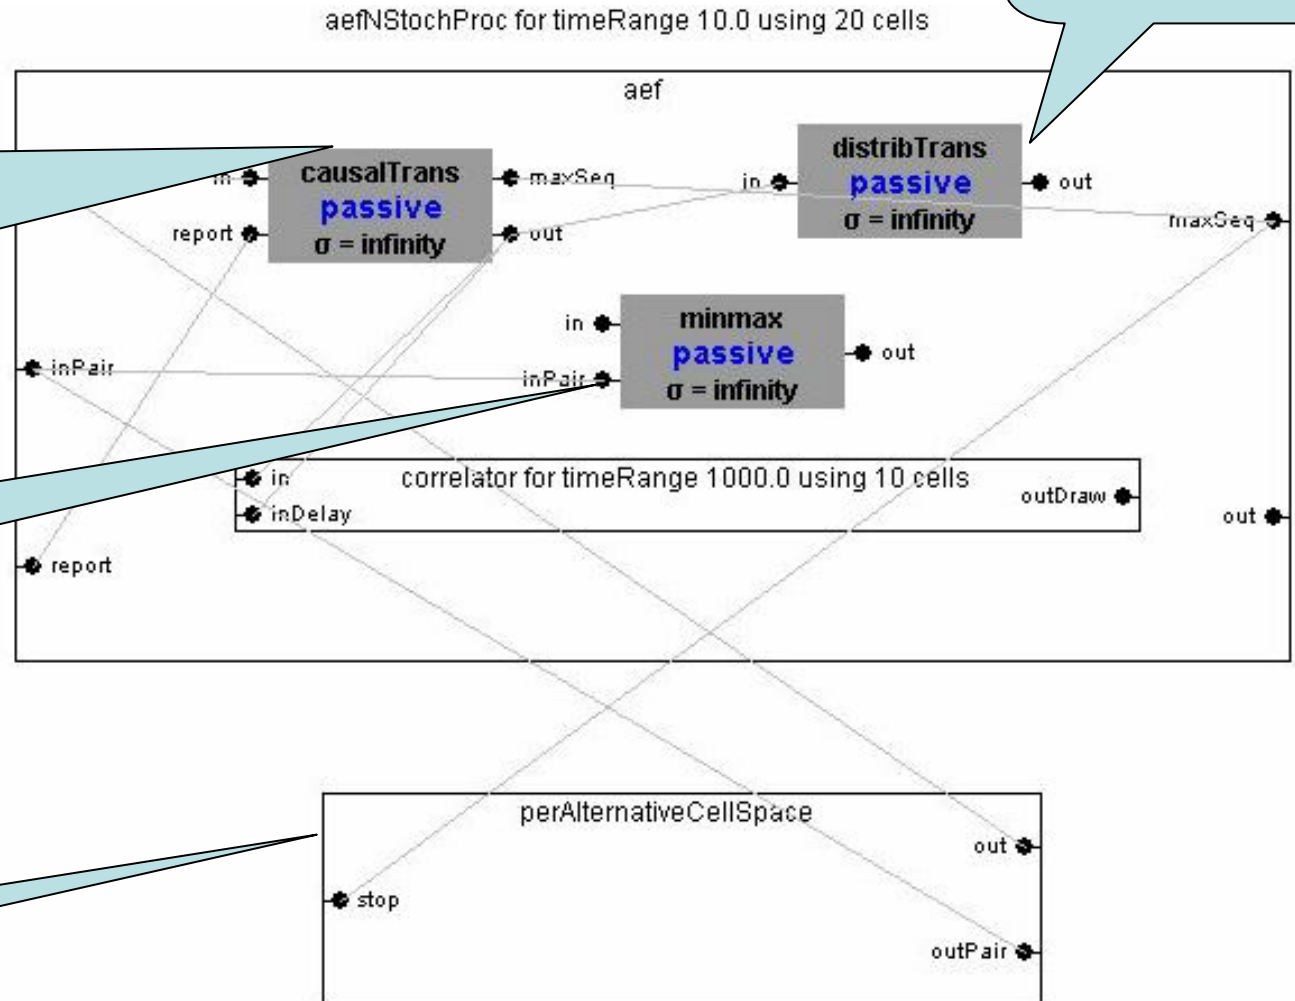 aefNStochProc for timeRange 10.0 using 20 cells
aef
in
causalTrans
passive
σ = infinity
maxSeq
report
out
in
distribTrans
passive
σ = infinity
out
maxSeq
in
minmax
passive
σ = infinity
out
inPair
inPair
in
correlator for timeRange 1000.0 using 10 cells
outDraw
inDelay
out
report
perAlternativeCellSpace
out
stop
outPair